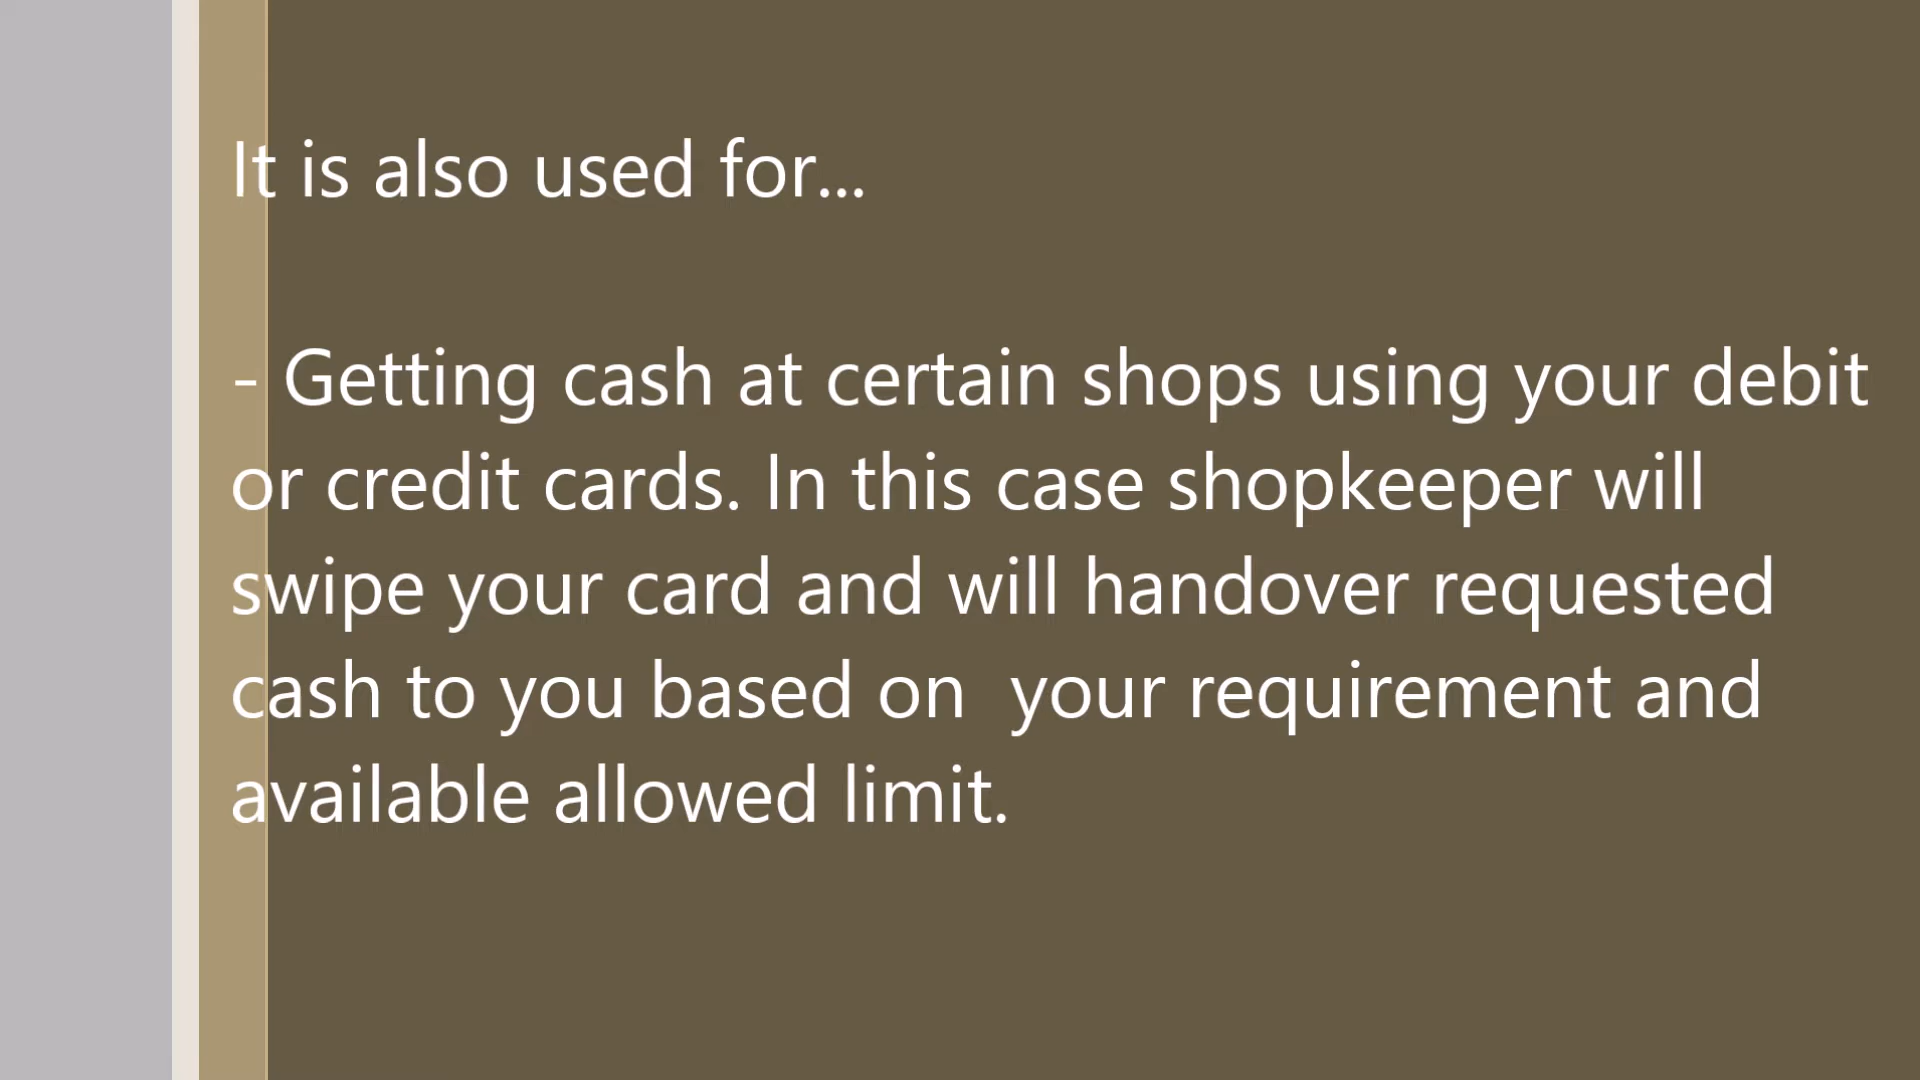 It is also used for...
- Getting cash at certain shops using your debit
or credit cards. In this case shopkeeper will
swipe your card and will handover requested
cash to you based on  your requirement and
available allowed limit.